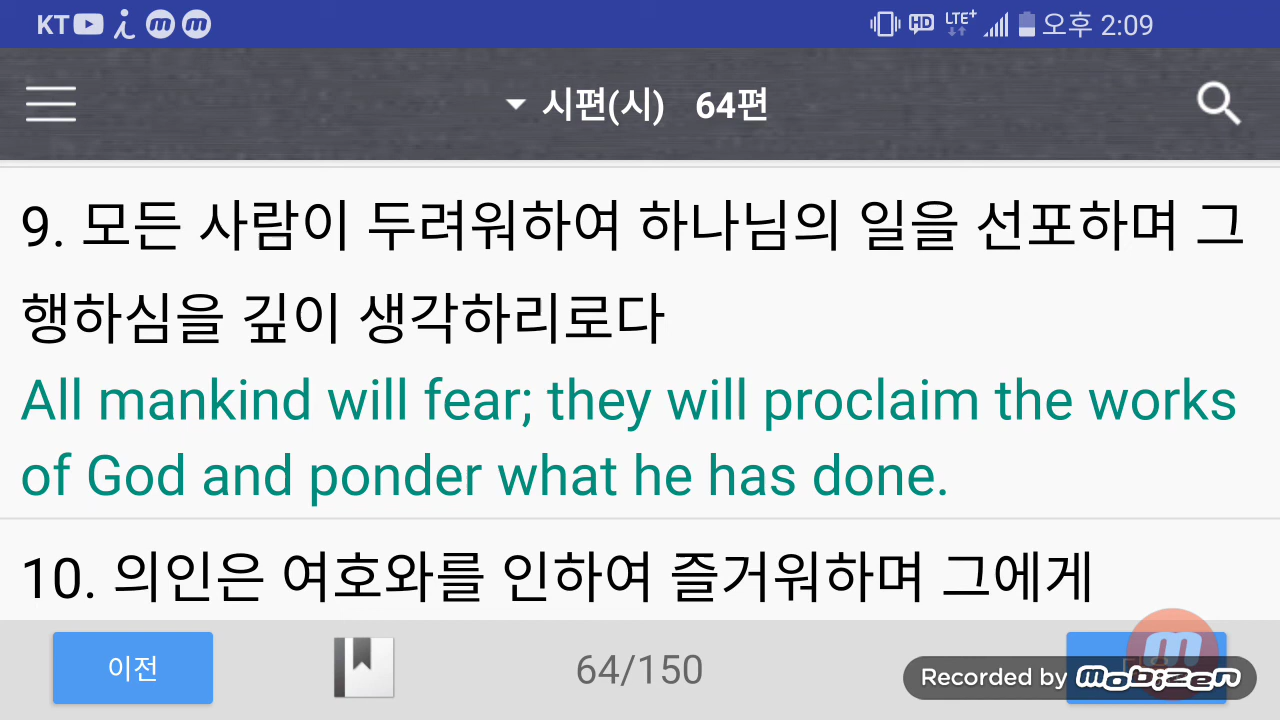 KT HD LTE+ 오후 2:09
시편(시) 64편
9. 모든 사람이 두려워하여 하나님의 일을 선포하며 그
행하심을 깊이 생각하리로다
All mankind will fear; they will proclaim the works
of God and ponder what he has done.
10. 의인은 여호와를 인하여 즐거워하며 그에게
이전 64/150
Recorded by mobizen